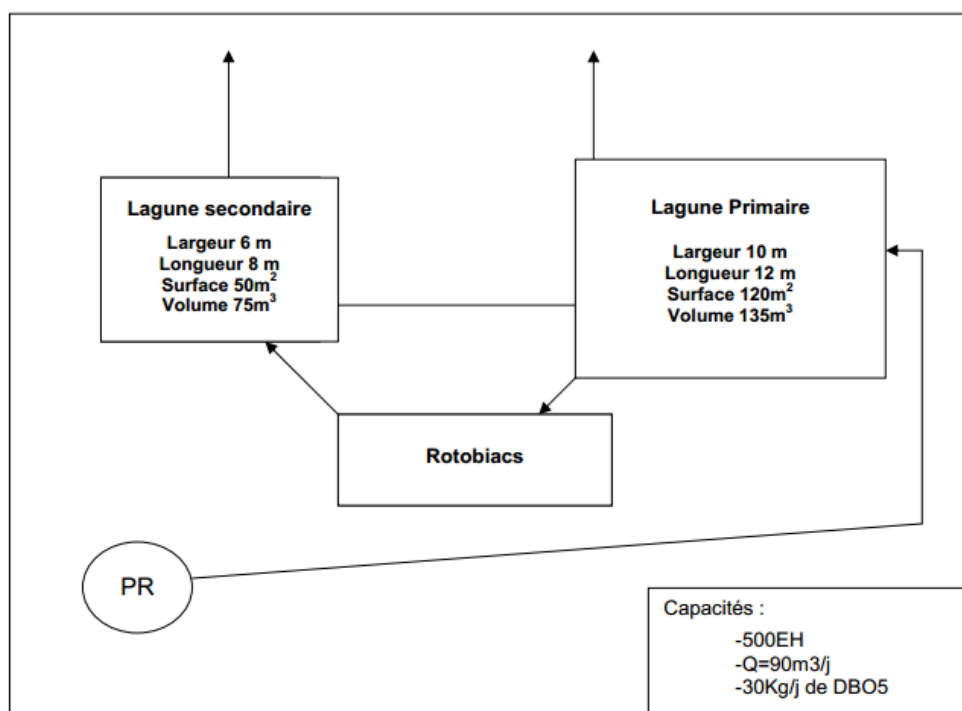 Lagune secondaire
Largeur 6 m
Longueur 8 m
Surface 50m²
Volume 75m³
Lagune Primaire
Largeur 10 m
Longueur 12 m
Surface 120m²
Volume 135m³
Rotobiacs
PR
Capacités :
-500EH
-Q=90m3/j
-30Kg/j de DBO5